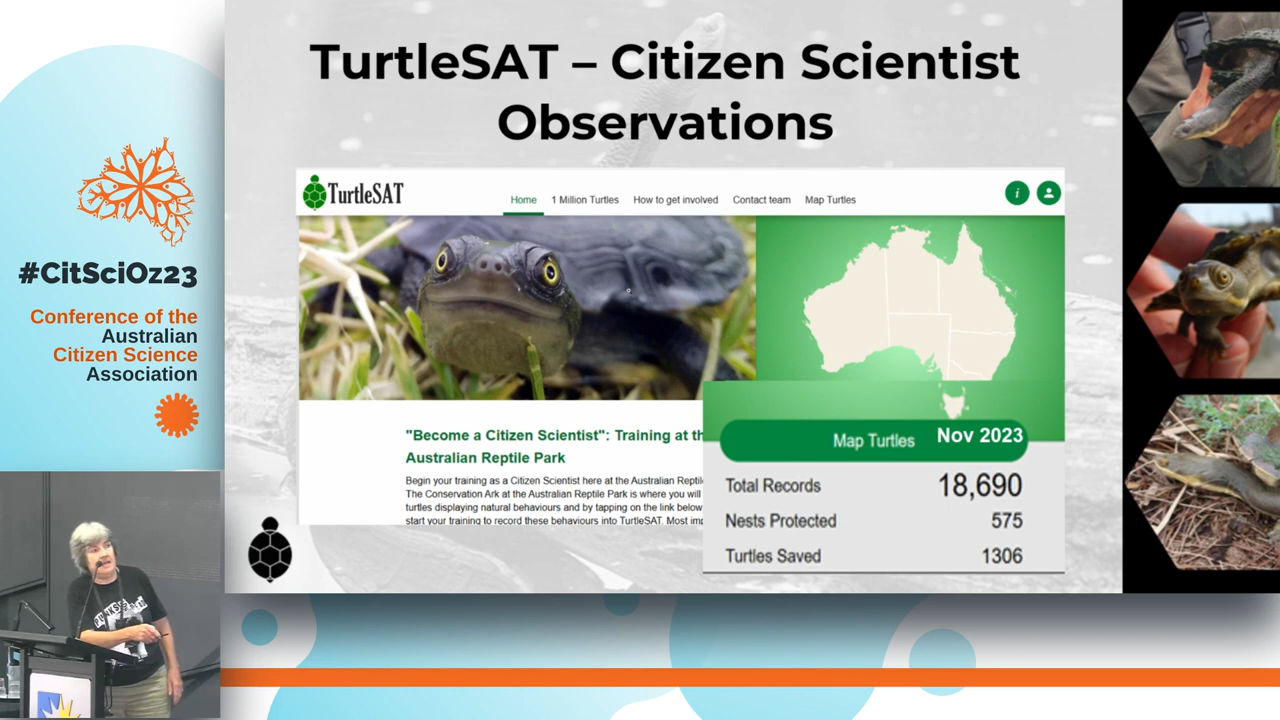 TurtleSAT – Citizen Scientist
Observations
TurtleSAT
Home
1 Million Turtles
How to get involved
Contact team
Map Turtles
i
#CitSciOz23
Conference of the
Australian
Citizen Science
Association
"Become a Citizen Scientist": Training at th
Australian Reptile Park
Begin your training as a Citizen Scientist here at the Australian Reptil
The Conservation Ark at the Australian Reptile Park is where you will
turtles displaying natural behaviours and by tapping on the link below
start your training to record these behaviours into TurtleSAT. Most imp
Map Turtles
Nov 2023
Total Records 18,690
Nests Protected 575
Turtles Saved 1306